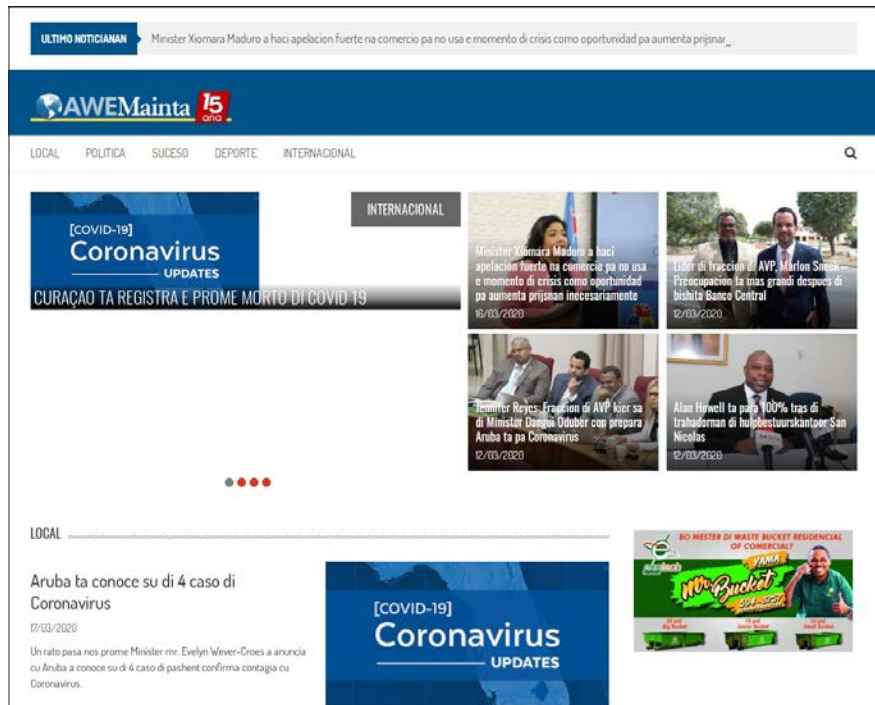 ULTIMO NOTICIANAN
Minister Xiomara Maduro a haci apelacion fuerte na comercio pa no usa e momento di crisis como oportunidad pa aumenta prijsnar_
AWEMainta 15
ana
LOCAL POLITICA SUCESO DEPORTE INTERNACIONAL
[COVID-19]
Coronavirus
UPDATES
INTERNACIONAL
CURAÇAO TA REGISTRA E PROME MORTO DI COVID 19
Minister Xiomara Maduro a haci
apelacion fuerte na comercio pa no usa
e momento di crisis como oportunidad
pa aumenta prijsnan inecesariamente
16/03/2020
Lider di fraccion di AVP, Marlon Sneek –
Preocupacion ta mas grandi despues di
bishita Banco Central
12/03/2020
Jennifer Reyes: Fraccion di AVP kier sa
di Minister Dangui Oduber con prepara
Aruba ta pa Coronavirus
12/03/2020
Alan Howell ta para 100% tras di
trahadornan di hulpbestuurskantoor San
Nicolas
12/03/2020
LOCAL
Aruba ta conoce su di 4 caso di
Coronavirus
17/03/2020
Un rato pasa nos prome Minister mr. Evelyn Wever-Croes a anuncia
cu Aruba a conoce su di 4 caso di pashent confirma contagia cu
Coronavirus.
[COVID-19]
Coronavirus
UPDATES
BO MESTER DI WASTE BUCKET RESIDENCIAL
OF COMERCIAL?
YAMA
Mr. Bucket
Big Bucket
Junior Bucket
Small Bucket